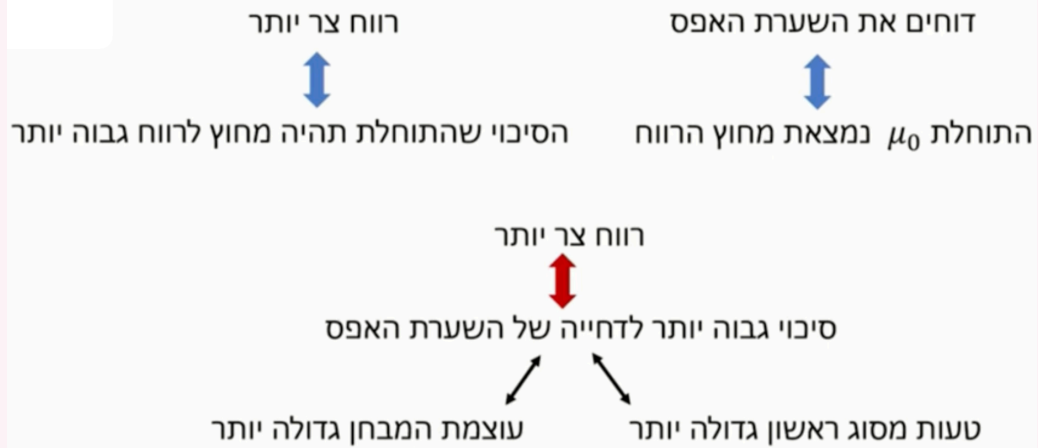 דוחים את השערת האפס
רווח צר יותר
התוחלת μ₀ נמצאת מחוץ הרווח
הסיכוי שהתוחלת תהיה מחוץ לרווח גבוה יותר
רווח צר יותר
סיכוי גבוה יותר לדחייה של השערת האפס
טעות מסוג ראשון גדולה יותר
עוצמת המבחן גדולה יותר